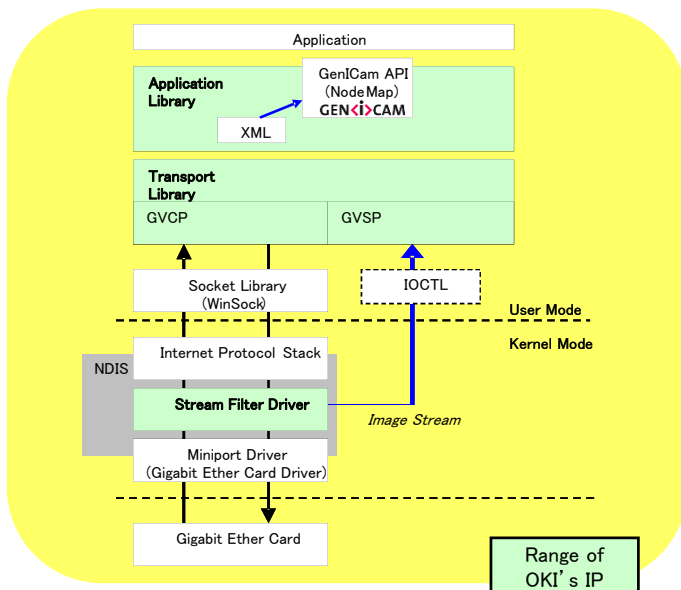 Application
Application
Library
GenICam API
(NodeMap)
GEN<i>CAM
XML
Transport
Library
GVCP
GVSP
Socket Library
(WinSock)
IOCTL
User Mode
Kernel Mode
Internet Protocol Stack
NDIS
Stream Filter Driver
Image Stream
Miniport Driver
(Gigabit Ether Card Driver)
Gigabit Ether Card
Range of
OKI's IP